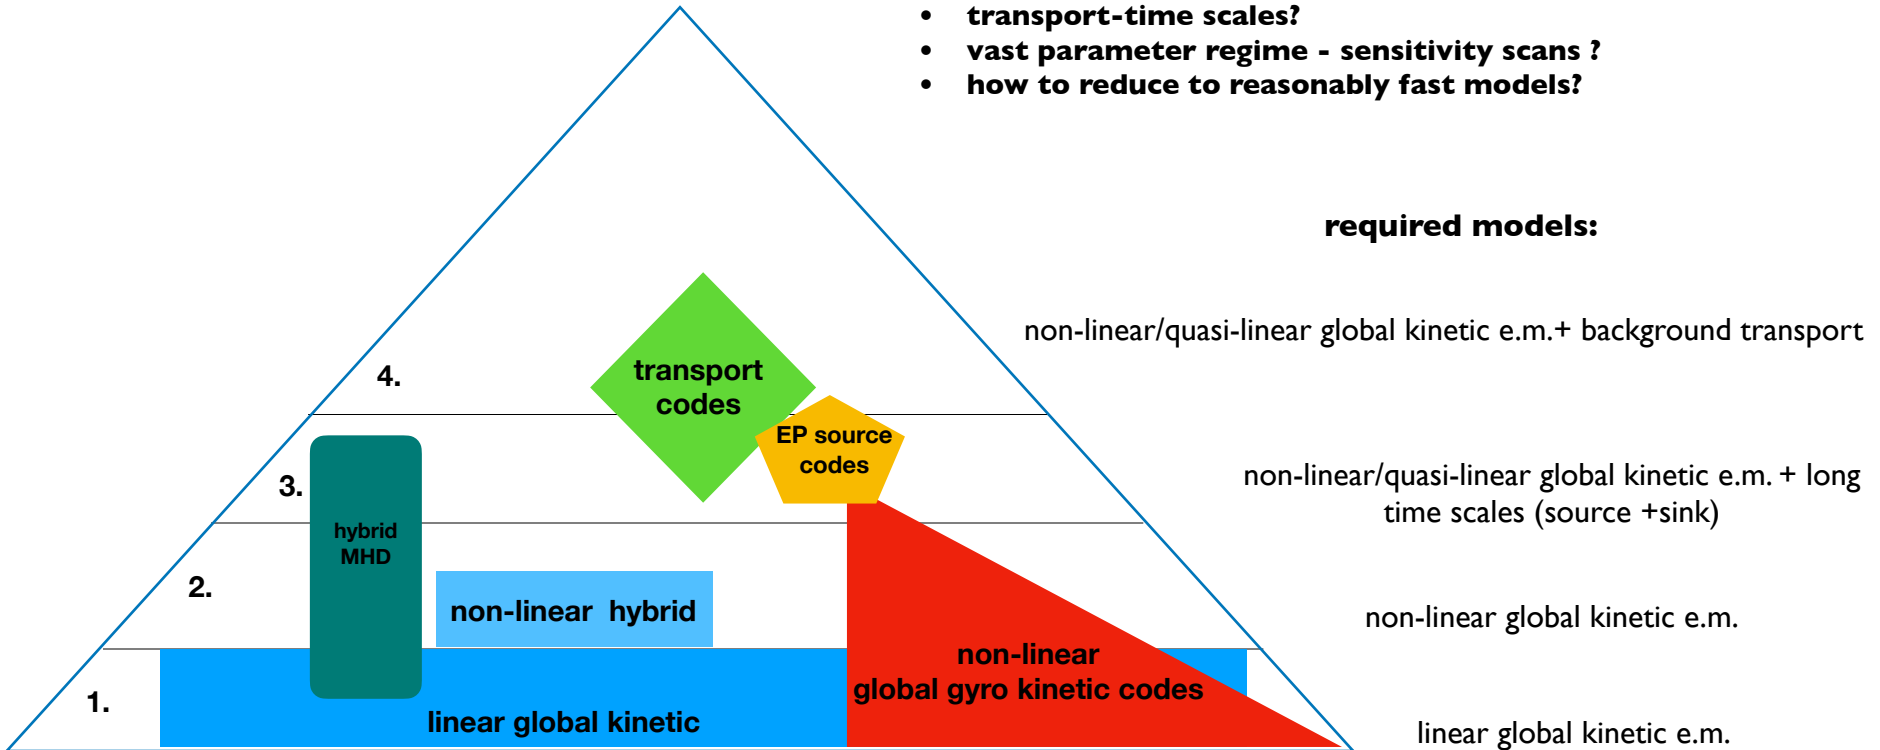 • transport-time scales?
• vast parameter regime - sensitivity scans ?
• how to reduce to reasonably fast models?
required models:
non-linear/quasi-linear global kinetic e.m.+ background transport
4.
transport
codes
EP source
codes
3.
non-linear/quasi-linear global kinetic e.m. + long
time scales (source +sink)
hybrid
MHD
2.
non-linear hybrid
non-linear global kinetic e.m.
1.
non-linear
global gyro kinetic codes
linear global kinetic
linear global kinetic e.m.